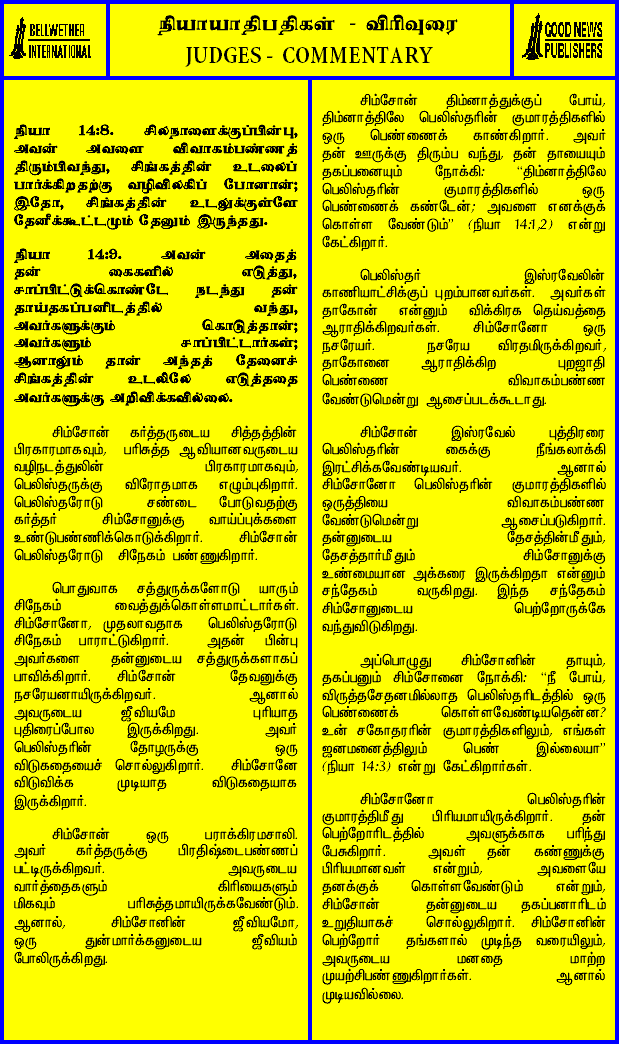 BELLWETHER
INTERNATIONAL
நியாயாதிபதிகள் - விரிவுரை
JUDGES - COMMENTARY
GOOD NEWS
PUBLISHERS
நியா 14:8. சிலநாளைக்குப்பின்பு,
அவன் அவளை விவாகம்பண்ணத்
திரும்பிவந்து, சிங்கத்தின் உடலைப்
பார்க்கிறதற்கு வழிவிலகிப் போனான்;
இதோ, சிங்கத்தின் உடலுக்குள்ளே
தேனீக்கூட்டமும் தேனும் இருந்தது.
நியா 14:9. அவன் அதைத்
தன் கைகளில் எடுத்து,
சாப்பிட்டுக்கொண்டே நடந்து தன்
தாய்தகப்பனிடத்தில் வந்து,
அவர்களுக்கும் கொடுத்தான்;
அவர்களும் சாப்பிட்டார்கள்;
ஆனாலும் தான் அந்தத் தேனைச்
சிங்கத்தின் உடலிலே எடுத்ததை
அவர்களுக்கு அறிவிக்கவில்லை.
சிம்சோன் கர்த்தருடைய சித்தத்தின்
பிரகாரமாகவும், பரிசுத்த ஆவியானவருடைய
வழிநடத்துலின் பிரகாரமாகவும்,
பெலிஸ்தருக்கு விரோதமாக எழும்புகிறார்.
பெலிஸ்தரோடு சண்டை போடுவதற்கு
கர்த்தர் சிம்சோனுக்கு வாய்ப்புக்களை
உண்டுபண்ணிக்கொடுக்கிறார். சிம்சோன்
பெலிஸ்தரோடு சிநேகம் பண்ணுகிறார்.
பொதுவாக சத்துருக்களோடு யாரும்
சிநேகம் வைத்துக்கொள்ளமாட்டார்கள்.
சிம்சோனோ, முதலாவதாக பெலிஸ்தரோடு
சிநேகம் பாராட்டுகிறார். அதன் பின்பு
அவர்களை தன்னுடைய சத்துருக்களாகப்
பாவிக்கிறார். சிம்சோன் தேவனுக்கு
நசரேயனாயிருக்கிறவர். ஆனால்
அவருடைய ஜீவியமே புரியாத
புதிரைப்போல இருக்கிறது. அவர்
பெலிஸ்தரின் தோழருக்கு ஒரு
விடுகதையைச் சொல்லுகிறார். சிம்சோனே
விடுவிக்க முடியாத விடுகதையாக
இருக்கிறார்.
சிம்சோன் ஒரு பராக்கிரமசாலி.
அவர் கர்த்தருக்கு பிரதிஷ்டைபண்ணப்
பட்டிருக்கிறவர். அவருடைய
வார்த்தைகளும் கிரியைகளும்
மிகவும் பரிசுத்தமாயிருக்கவேண்டும்.
ஆனால், சிம்சோனின் ஜீவியமோ,
ஒரு துன்மார்க்கனுடைய ஜீவியம்
போலிருக்கிறது.
சிம்சோன் திம்னாத்துக்குப் போய்,
திம்னாத்திலே பெலிஸ்தரின் குமாரத்திகளில்
ஒரு பெண்ணைக் காண்கிறார். அவர்
தன் ஊருக்கு திரும்ப வந்து, தன் தாயையும்
தகப்பனையும் நோக்கி: “திம்னாத்திலே
பெலிஸ்தரின் குமாரத்திகளில் ஒரு
பெண்ணைக் கண்டேன்; அவளை எனக்குக்
கொள்ள வேண்டும்” (நியா 14:1,2) என்று
கேட்கிறார்.
பெலிஸ்தர் இஸ்ரவேலின்
காணியாட்சிக்குப் புறம்பானவர்கள். அவர்கள்
தாகோன் என்னும் விக்கிரக தெய்வத்தை
ஆராதிக்கிறவர்கள். சிம்சோனோ ஒரு
நசரேயர். நசரேய விரதமிருக்கிறவர்,
தாகோனை ஆராதிக்கிற புறஜாதி
பெண்ணை விவாகம்பண்ண
வேண்டுமென்று ஆசைப்படக்கூடாது.
சிம்சோன் இஸ்ரவேல் புத்திரரை
பெலிஸ்தரின் கைக்கு நீங்கலாக்கி
இரட்சிக்கவேண்டியவர். ஆனால்
சிம்சோனோ பெலிஸ்தரின் குமாரத்திகளில்
ஒருத்தியை விவாகம்பண்ண
வேண்டுமென்று ஆசைப்படுகிறார்.
தன்னுடைய தேசத்தின்மீதும்,
தேசத்தார்மீதும் சிம்சோனுக்கு
உண்மையான அக்கரை இருக்கிறதா என்னும்
சந்தேகம் வருகிறது. இந்த சந்தேகம்
சிம்சோனுடைய பெற்றோருக்கே
வந்துவிடுகிறது.
அப்பொழுது சிம்சோனின் தாயும்,
தகப்பனும் சிம்சோனை நோக்கி: “நீ போய்,
விருத்தசேதனமில்லாத பெலிஸ்தரிடத்தில் ஒரு
பெண்ணைக் கொள்ளவேண்டியதென்ன?
உன் சகோதரரின் குமாரத்திகளிலும், எங்கள்
ஜனமனைத்திலும் பெண் இல்லையா”
(நியா 14:3) என்று கேட்கிறார்கள்.
சிம்சோனோ பெலிஸ்தரின்
குமாரத்திமீது பிரியமாயிருக்கிறார். தன்
பெற்றோரிடத்தில் அவளுக்காக பரிந்து
பேசுகிறார். அவள் தன் கண்ணுக்கு
பிரியமானவள் என்றும், அவளையே
தனக்குக் கொள்ளவேண்டும் என்றும்,
சிம்சோன் தன்னுடைய தகப்பனாரிடம்
உறுதியாகச் சொல்லுகிறார். சிம்சோனின்
பெற்றோர் தங்களால் முடிந்த வரையிலும்,
அவருடைய மனதை மாற்ற
முயற்சிபண்ணுகிறார்கள். ஆனால்
முடியவில்லை.